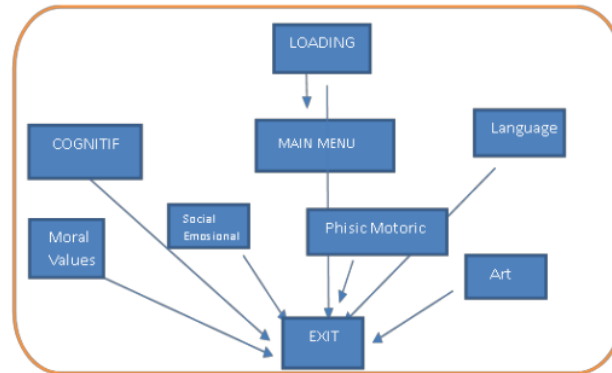 LOADING
MAIN MENU
Language
COGNITIF
Social
Emosional
Phisic Motoric
Moral
Values
Art
EXIT